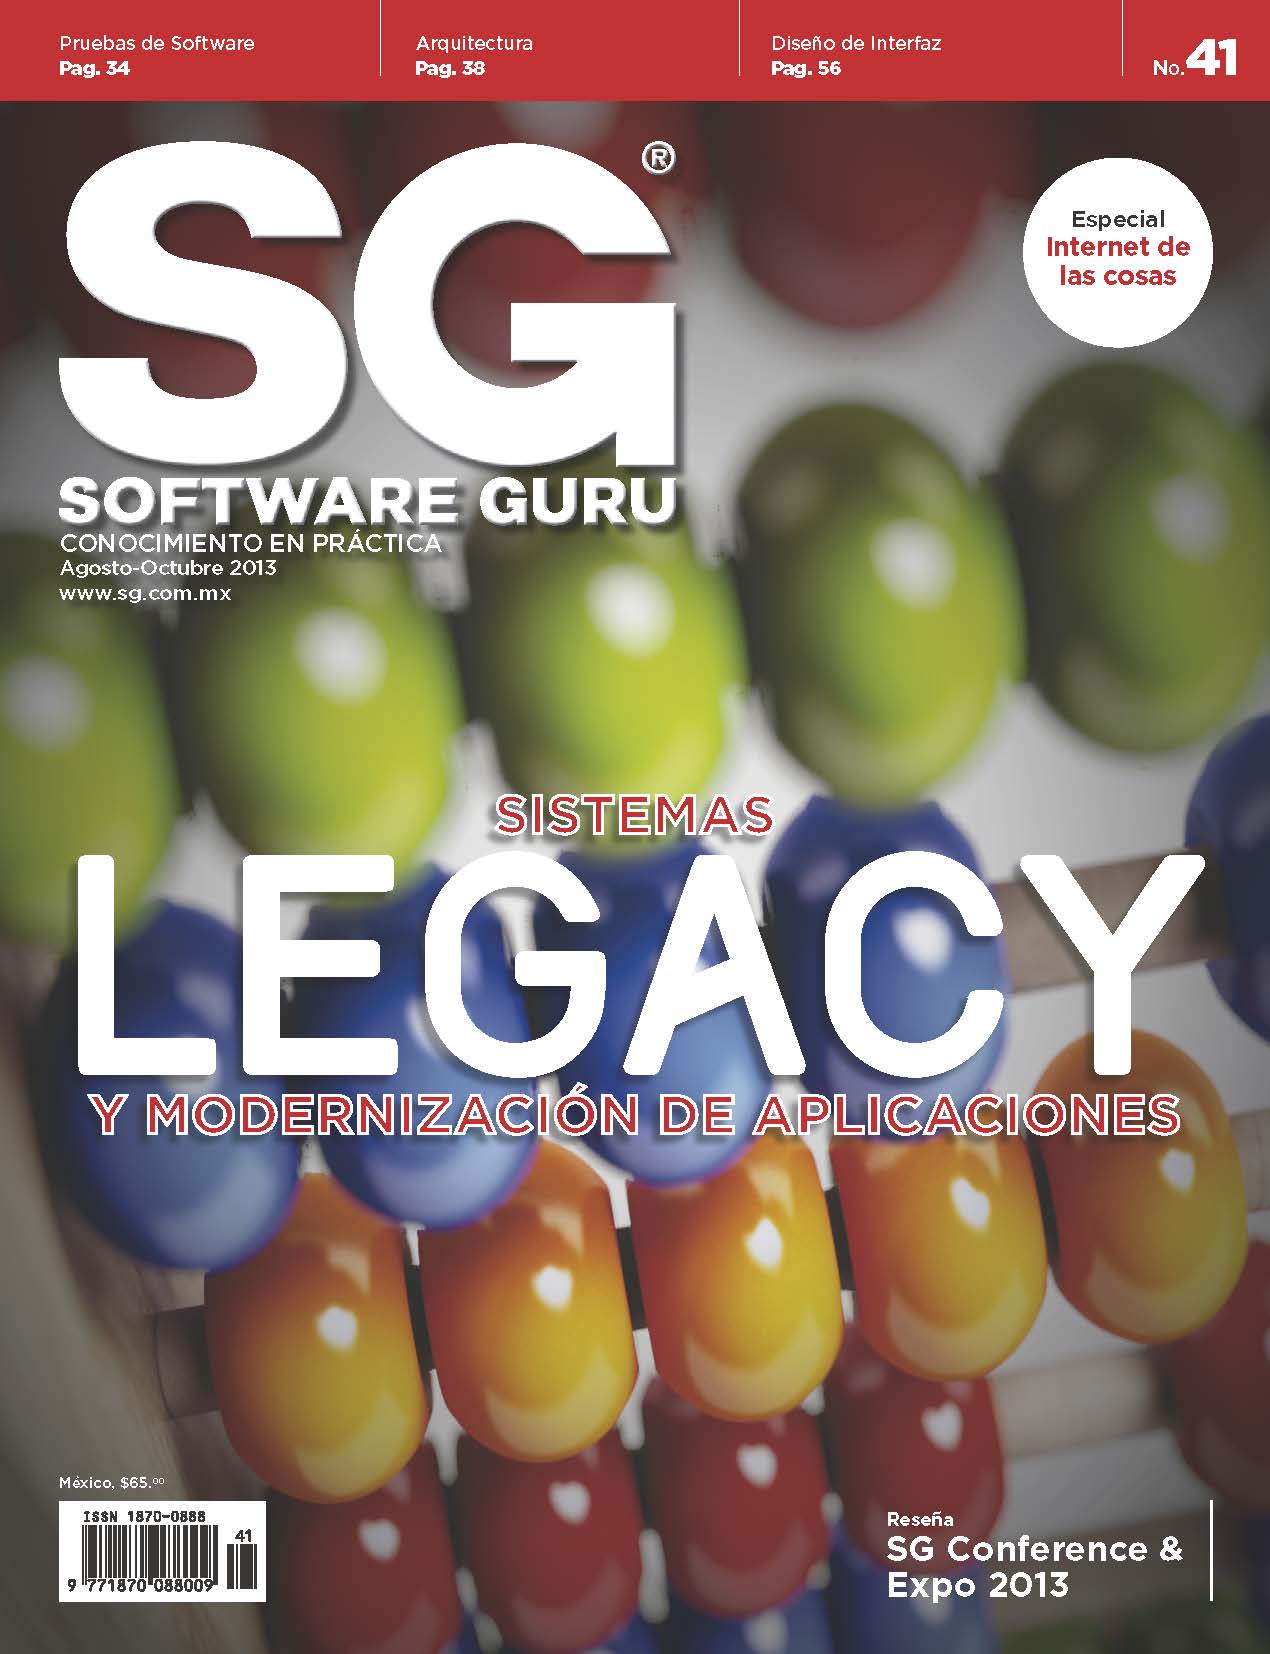 Pruebas de Software
Pag. 34
Arquitectura
Pag. 38
Diseño de Interfaz
Pag. 56
No.41
SG®
SOFTWARE GURU
CONOCIMIENTO EN PRÁCTICA
Agosto-Octubre 2013
www.sg.com.mx
Especial
Internet de
las cosas
SISTEMAS
LEGACY
Y MODERNIZACIÓN DE APLICACIONES
México, $65.00
ISSN 1870-0888
41
9 771870 088009
Reseña
SG Conference &
Expo 2013